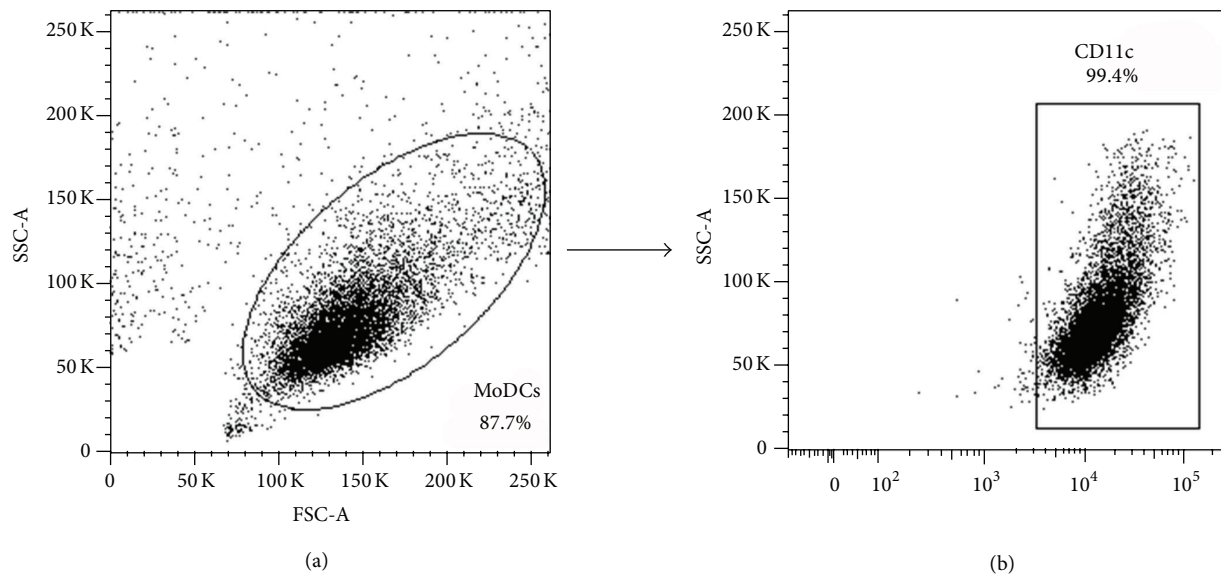 250 K
200 K
150 K
100 K
50 K
0
SSC-A
MoDCs
87.7%
0 50 K 100 K 150 K 200 K 250 K
FSC-A
(a)
250 K
200 K
150 K
100 K
50 K
0
SSC-A
CD11c
99.4%
0 10² 10³ 10⁴ 10⁵
(b)